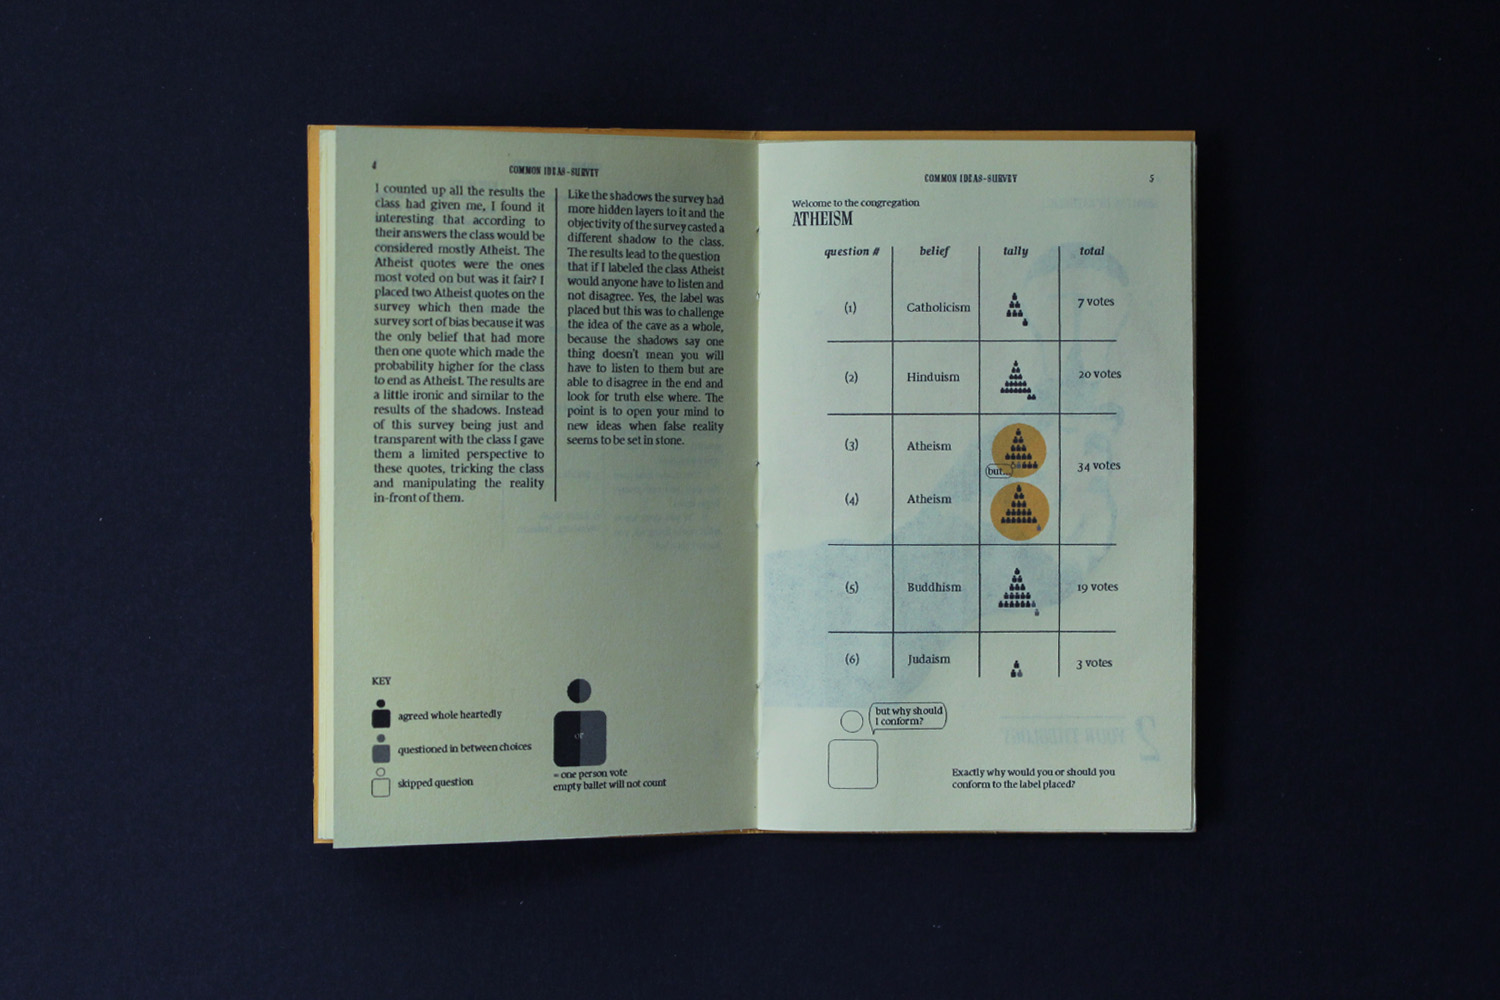 4
COMMON IDEAS-SURVEY
I counted up all the results the
class had given me, I found it
interesting that according to
their answers the class would be
considered mostly Atheist. The
Atheist quotes were the ones
most voted on but was it fair? I
placed two Atheist quotes on the
survey which then made the
survey sort of bias because it was
the only belief that had more
then one quote which made the
probability higher for the class
to end as Atheist. The results are
a little ironic and similar to the
results of the shadows. Instead
of this survey being just and
transparent with the class I gave
them a limited perspective to
these quotes, tricking the class
and manipulating the reality
in-front of them.
Like the shadows the survey had
more hidden layers to it and the
objectivity of the survey casted a
different shadow to the class.
The results lead to the question
that if I labeled the class Atheist
would anyone have to listen and
not disagree. Yes, the label was
placed but this was to challenge
the idea of the cave as a whole,
because the shadows say one
thing doesn't mean you will
have to listen to them but are
able to disagree in the end and
look for truth else where. The
point is to open your mind to
new ideas when false reality
seems to be set in stone.
KEY
agreed whole heartedly
questioned in between choices
skipped question
or
= one person vote
empty ballet will not count
COMMON IDEAS-SURVEY
5
Welcome to the congregation
ATHEISM
question # belief tally total
(1) Catholicism 7 votes
(2) Hinduism 20 votes
(3) Atheism
but...
34 votes
(4) Atheism
(5) Buddhism 19 votes
(6) Judaism 3 votes
but why should
I conform?
Exactly why would you or should you
conform to the label placed?